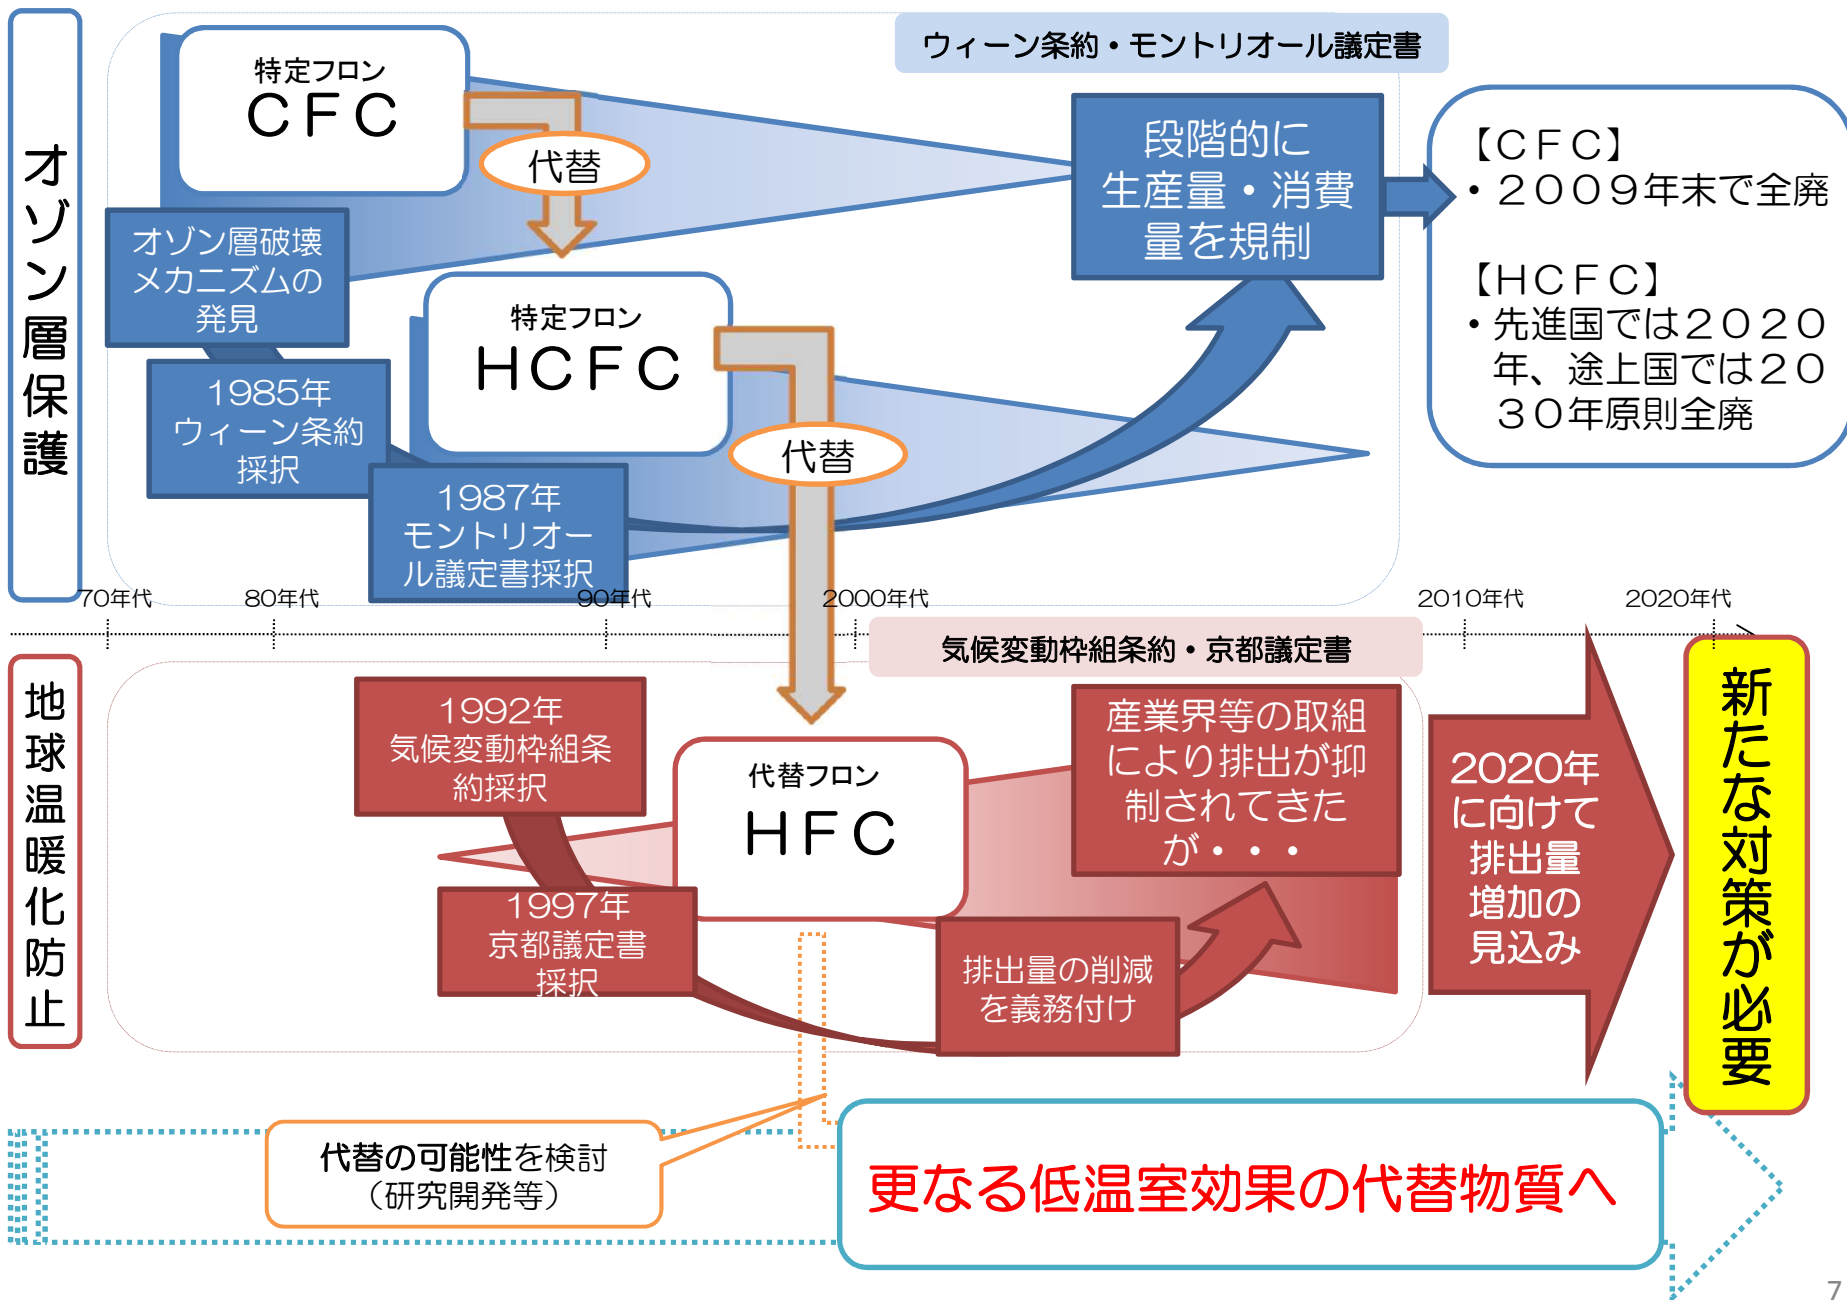 オゾン層保護
ウィーン条約・モントリオール議定書
特定フロン
ＣＦＣ
代替
オゾン層破壊
メカニズムの
発見
1985年
ウィーン条約
採択
1987年
モントリオー
ル議定書採択
特定フロン
ＨＣＦＣ
代替
段階的に
生産量・消費
量を規制
【ＣＦＣ】
・２００９年末で全廃
【ＨＣＦＣ】
・先進国では２０２０
年、途上国では２０
３０年原則全廃
70年代
80年代
90年代
2000年代
2010年代
2020年代
地球温暖化防止
気候変動枠組条約・京都議定書
1992年
気候変動枠組条
約採択
1997年
京都議定書
採択
代替フロン
ＨＦＣ
排出量の削減
を義務付け
産業界等の取組
により排出が抑
制されてきた
が・・・
2020年
に向けて
排出量
増加の
見込み
新たな対策が必要
代替の可能性を検討
（研究開発等）
更なる低温室効果の代替物質へ
7